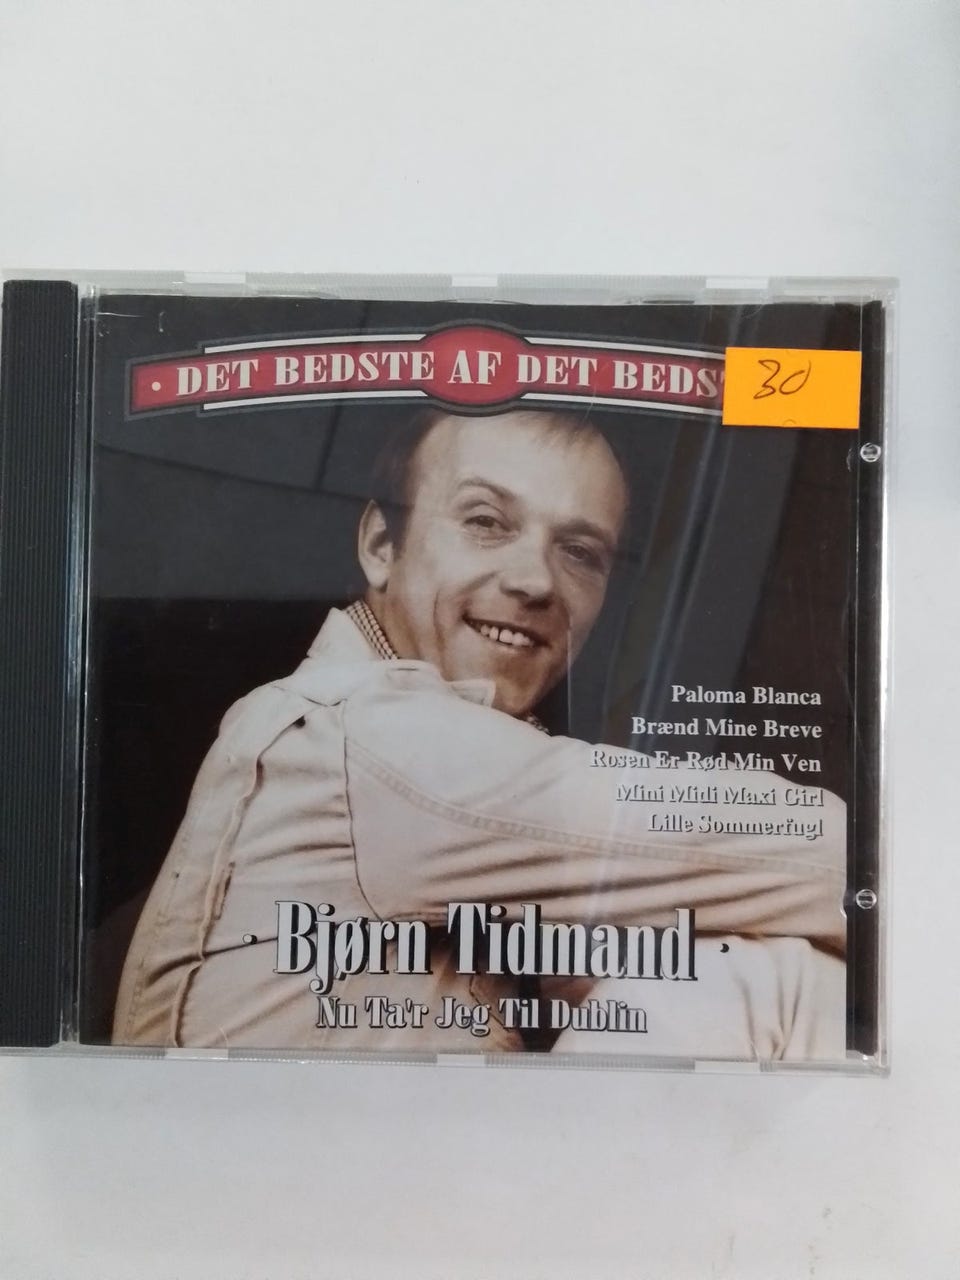 · DET BEDSTE AF DET BEDS
30
Paloma Blanca
Brænd Mine Breve
Rosen Er Rød Min Ven
Mini Midi Maxi Girl
Lille Sommerfugl
· Bjørn Tidmand ·
Nu Ta'r Jeg Til Dublin